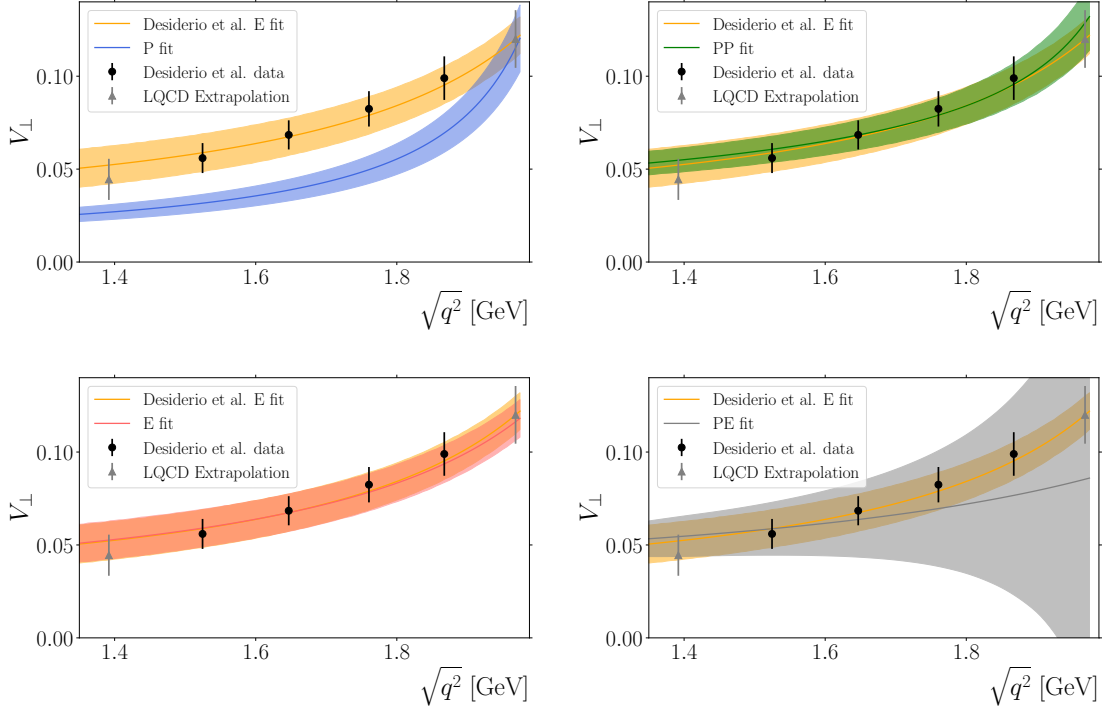 Desiderio et al. E fit
P fit
Desiderio et al. data
LQCD Extrapolation
0.10
0.05
0.00
V⊥
1.4
1.6
1.8
√q² [GeV]
Desiderio et al. E fit
PP fit
Desiderio et al. data
LQCD Extrapolation
0.10
0.05
0.00
V⊥
1.4
1.6
1.8
√q² [GeV]
Desiderio et al. E fit
E fit
Desiderio et al. data
LQCD Extrapolation
0.10
0.05
0.00
V⊥
1.4
1.6
1.8
√q² [GeV]
Desiderio et al. E fit
PE fit
Desiderio et al. data
LQCD Extrapolation
0.10
0.05
0.00
V⊥
1.4
1.6
1.8
√q² [GeV]